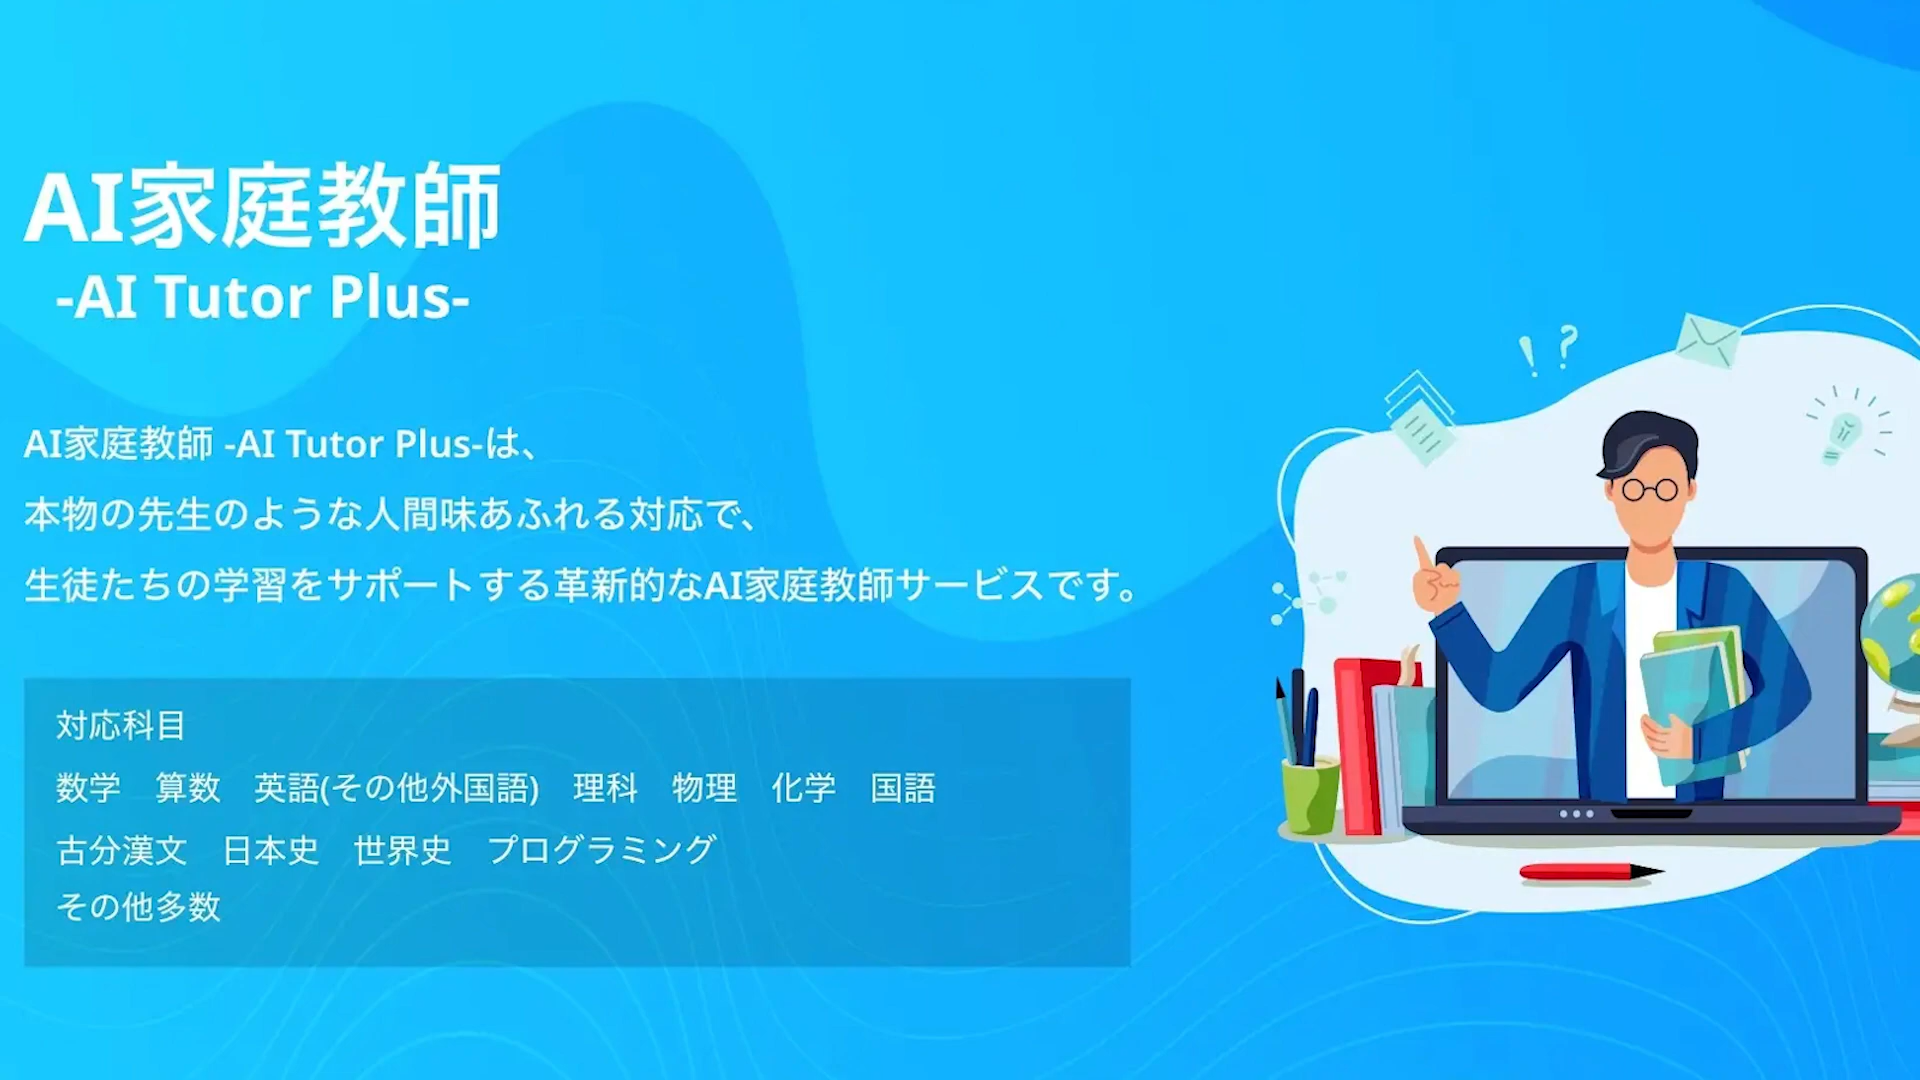 AI家庭教師
-AI Tutor Plus-
AI家庭教師 -AI Tutor Plus-は、
本物の先生のような人間味あふれる対応で、
生徒たちの学習をサポートする革新的なAI家庭教師サービスです。
対応科目
数学　算数　英語(その他外国語)　理科　物理　化学　国語
古分漢文　日本史　世界史　プログラミング
その他多数
! ?